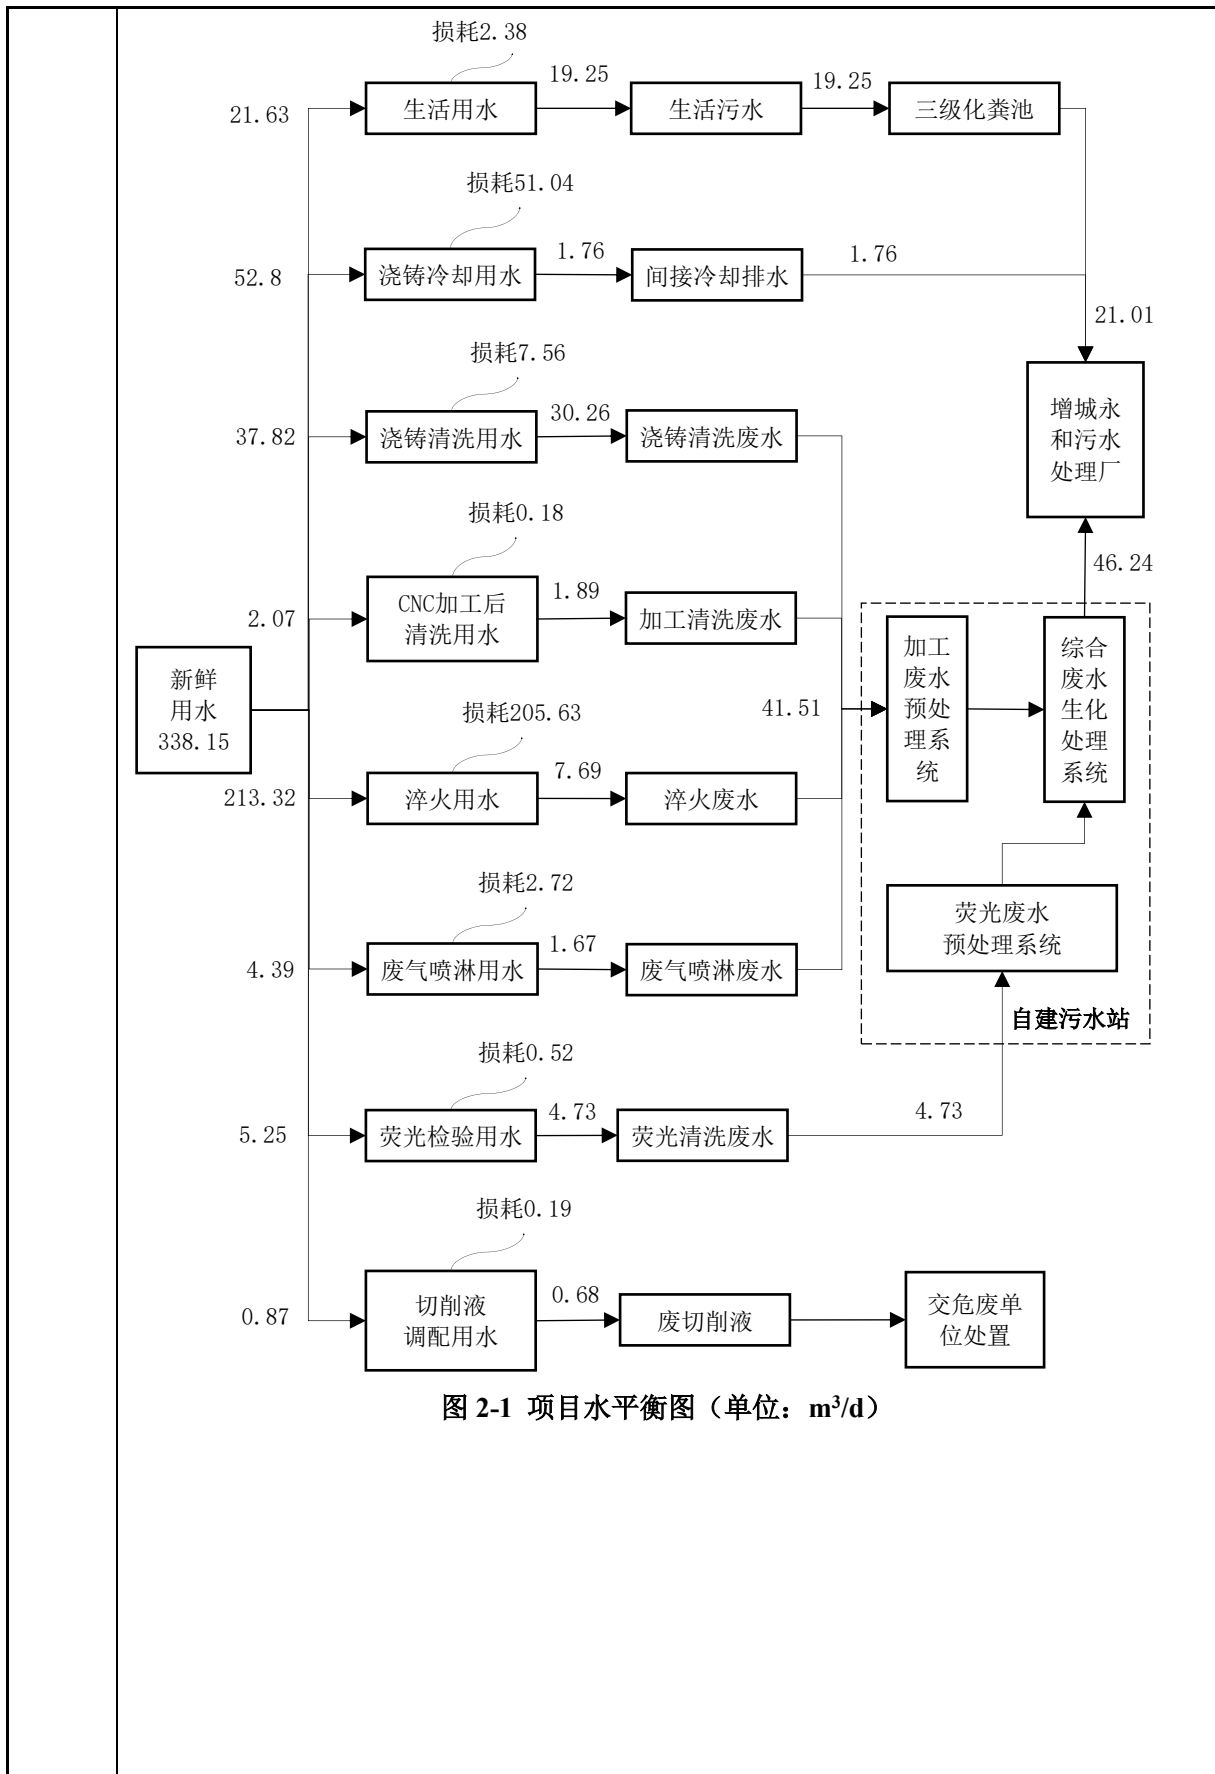 损耗2.38
21.63
生活用水
19.25
生活污水
19.25
三级化粪池
损耗51.04
52.8
浇铸冷却用水
1.76
间接冷却排水
1.76
21.01
损耗7.56
37.82
浇铸清洗用水
30.26
浇铸清洗废水
增城永
和污水
处理厂
损耗0.18
2.07
CNC加工后
清洗用水
1.89
加工清洗废水
46.24
新鲜
用水
338.15
41.51
加工
废水
预处
理系
统
综合
废水
生化
处理
系统
损耗205.63
213.32
淬火用水
7.69
淬火废水
损耗2.72
4.39
废气喷淋用水
1.67
废气喷淋废水
荧光废水
预处理系统
自建污水站
损耗0.52
5.25
荧光检验用水
4.73
荧光清洗废水
4.73
损耗0.19
0.87
切削液
调配用水
0.68
废切削液
交危废单
位处置
图 2-1 项目水平衡图（单位：m³/d）